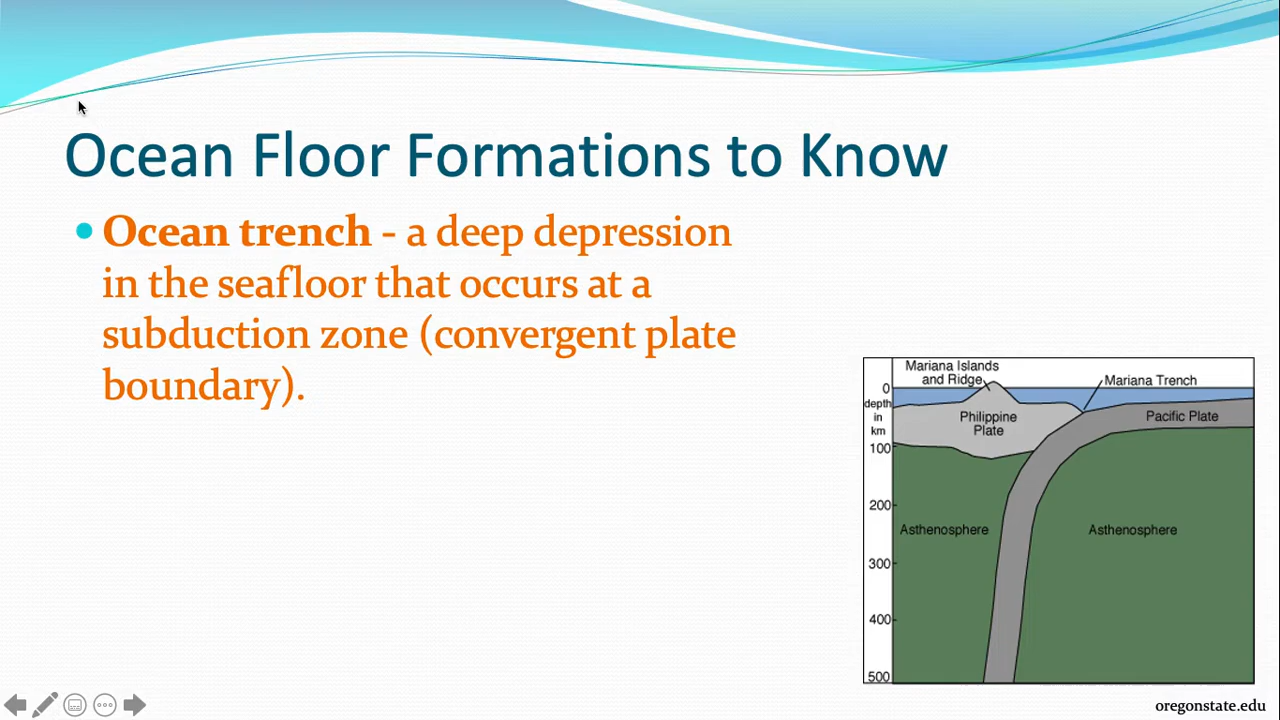 Ocean Floor Formations to Know
• Ocean trench - a deep depression
in the seafloor that occurs at a
subduction zone (convergent plate
boundary).
Mariana Islands
and Ridge
Mariana Trench
0
depth
in
km
Philippine
Plate
Pacific Plate
100
200
Asthenosphere
Asthenosphere
300
400
500
oregonstate.edu